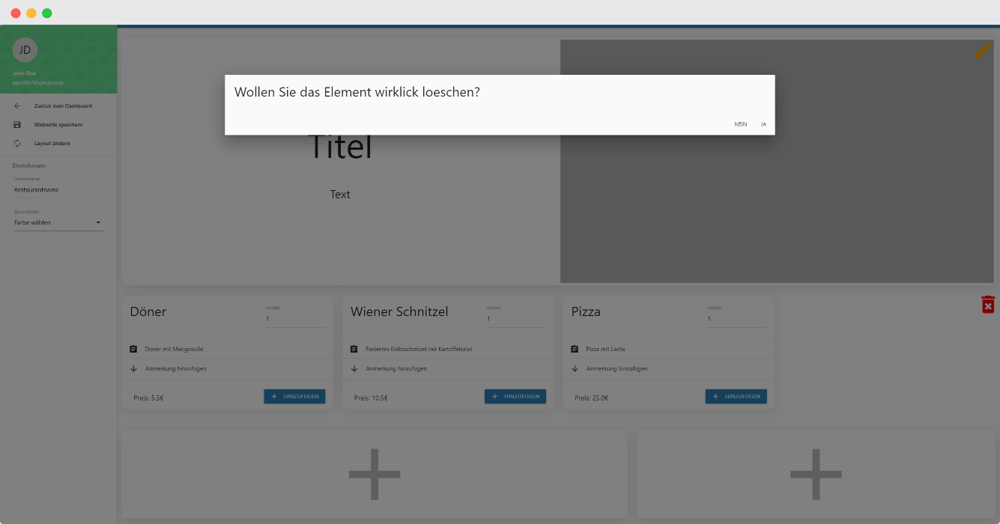 JD
John Doe
agon007@gmail.com
Zurück zum Dashboard
Webseite speichern
Layout ändern
Einstellungen
Firmenname
Restaurantname
Akzentfarbe
Farbe wählen
Wollen Sie das Element wirklick loeschen?
NEIN JA
Titel
Text
Döner
Anzahl
1
Döner mit Mangosoße
Anmerkung hinzufügen
Preis: 5.5€
HINZUFÜGEN
Wiener Schnitzel
Anzahl
1
Paniertes Kalbsschnitzel mit Kartoffelsalat
Anmerkung hinzufügen
Preis: 10.5€
HINZUFÜGEN
Pizza
Anzahl
1
Pizza mit Lachs
Anmerkung hinzufügen
Preis: 25.0€
HINZUFÜGEN